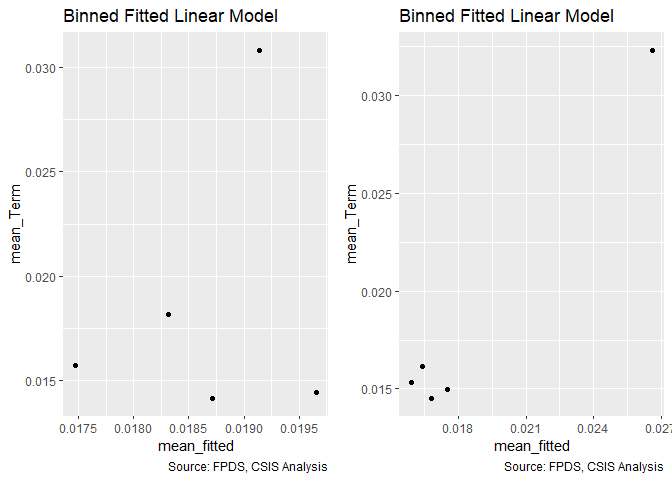 Binned Fitted Linear Model
0.030
0.025
0.020
0.015
mean_Term
0.0175 0.0180 0.0185 0.0190 0.0195
mean_fitted
Source: FPDS, CSIS Analysis
Binned Fitted Linear Model
0.030
0.025
0.020
0.015
mean_Term
0.018 0.021 0.024 0.027
mean_fitted
Source: FPDS, CSIS Analysis